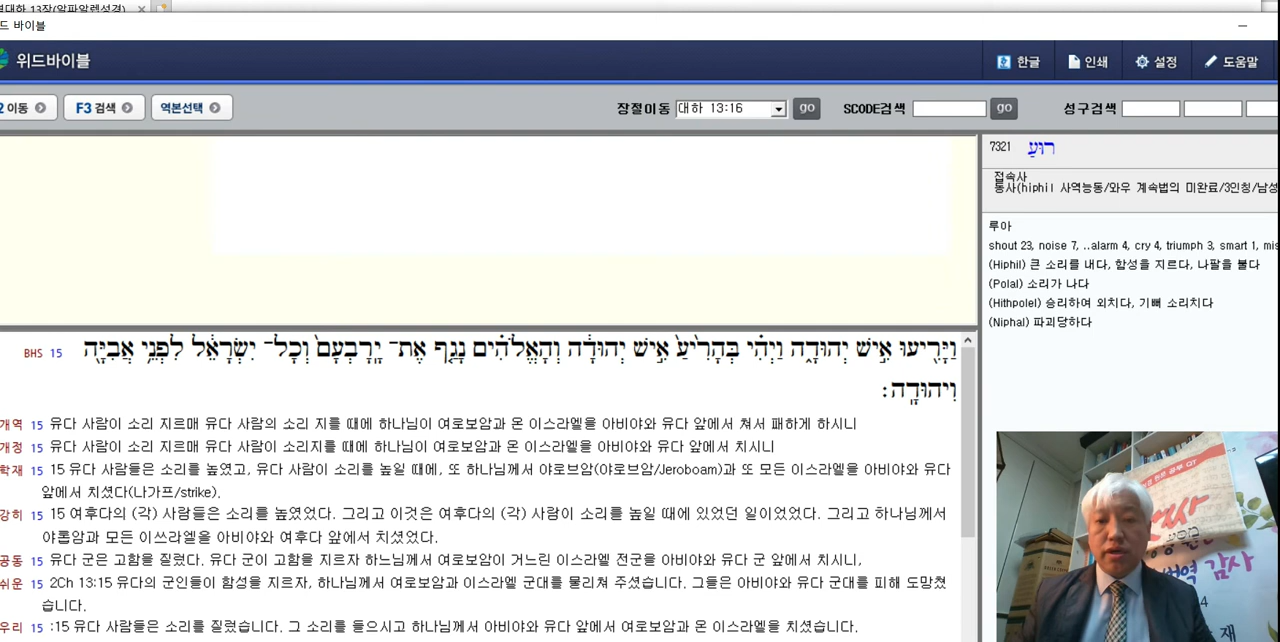 벌대하 13장(알파알렙성경)
드 바이블
위드바이블
한글 인쇄 설정 도움말
2 이동 F3 검색 역본선택 장절이동 대하 13:16 go SCODE검색 go 성구검색
7321 רוּעַ
접속사
동사(hiphil 사역능동/와우 계속법의 미완료/3인칭/남성
루아
shout 23, noise 7, ..alarm 4, cry 4, triumph 3, smart 1, mis
(Hiphil) 큰 소리를 내다, 함성을 지르다, 나팔을 불다
(Polal) 소리가 나다
(Hithpolel) 승리하여 외치다, 기뻐 소리치다
(Niphal) 파괴당하다
BHS 15 וַיָּרִ֖יעוּ אִ֣ישׁ יְהוּדָ֑ה וַיְהִ֗י בְּהָרִ֙יעַ֙ אִ֣ישׁ יְהוּדָ֔ה וְהָאֱלֹהִ֗ים נָגַ֤ף אֶת־ יָֽרָבְעָם֙ וְכָל־ יִשְׂרָאֵ֔ל לִפְנֵ֥י אֲבִיָּ֖ה
וִיהוּדָֽה׃
개역 15 유다 사람이 소리 지르매 유다 사람의 소리 지를 때에 하나님이 여로보암과 온 이스라엘을 아비야와 유다 앞에서 쳐서 패하게 하시니
개정 15 유다 사람이 소리 지르매 유다 사람이 소리지를 때에 하나님이 여로보암과 온 이스라엘을 아비야와 유다 앞에서 치시니
학재 15 15 유다 사람들은 소리를 높였고, 유다 사람이 소리를 높일 때에, 또 하나님께서 야로보암(야로보암/Jeroboam)과 또 모든 이스라엘을 아비야와 유다
앞에서 치셨다(나가프/strike).
강히 15 15 여후다의 (각) 사람들은 소리를 높였었다. 그리고 이것은 여후다의 (각) 사람이 소리를 높일 때에 있었던 일이었었다. 그리고 하나님께서
야롭암과 모든 이쓰라엘을 아비야와 여후다 앞에서 치셨었다.
공동 15 유다 군은 고함을 질렀다. 유다 군이 고함을 지르자 하느님께서 여로보암이 거느린 이스라엘 전군을 아비야와 유다 군 앞에서 치시니,
쉬운 15 2Ch 13:15 유다의 군인들이 함성을 지르자, 하나님께서 여로보암과 이스라엘 군대를 물리쳐 주셨습니다. 그들은 아비야와 유다 군대를 피해 도망쳤
습니다.
우리 15 :15 유다 사람들은 소리를 질렀습니다. 그 소리를 들으시고 하나님께서 아비야와 유다 앞에서 여로보암과 온 이스라엘을 치셨습니다.
감사